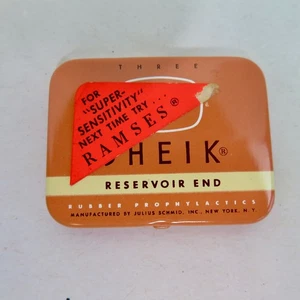 THREE
FOR
"SUPER-
SENSITIVITY"
NEXT TIME TRY...
RAMSES®
HEIK®
RESERVOIR END
RUBBER PROPHYLACTICS
MANUFACTURED BY JULIUS SCHMID, INC., NEW YORK, N.Y.